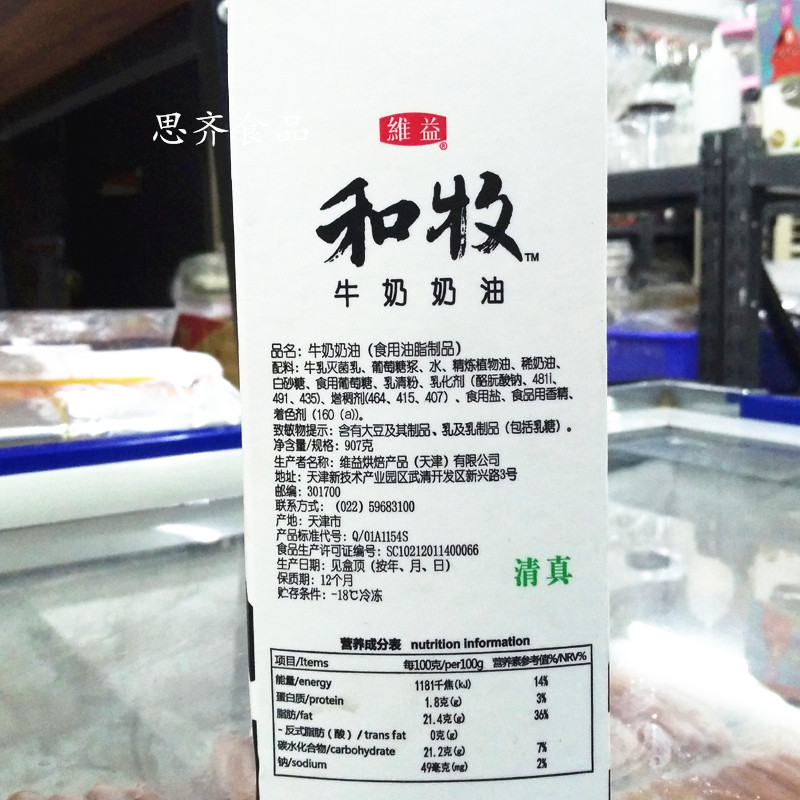 思齐食品
維益®
和牧™
牛奶奶油
品名：牛奶奶油（食用油脂制品）
配料：牛乳灭菌乳、葡萄糖浆、水、精炼植物油、稀奶油、
白砂糖、食用葡萄糖、乳清粉、乳化剂（酪朊酸钠、481i、
491、435）、增稠剂(464、415、407）、食用盐、食品用香精、
着色剂（160（a)）。
致敏物提示：含有大豆及其制品、乳及乳制品（包括乳糖）。
净含量/规格：907克
生产者名称：维益烘焙产品（天津）有限公司
地址：天津新技术产业园区武清开发区新兴路3号
邮编：301700
联系方式：（022）59683100
产地：天津市
产品标准代号：Q/01A1154S
食品生产许可证编号：SC10212011400066
生产日期：见盒顶（按年、月、日）
保质期：12个月
贮存条件：-18℃冷冻
清真
营养成分表 nutrition information
项目/Items 每100克/per100g 营养素参考值%/NRV%
能量/energy 1181千焦(kJ) 14%
蛋白质/protein 1.8克(g) 3%
脂肪/fat 21.4克(g) 36%
- 反式脂肪（酸）/ trans fat 0克(g)
碳水化合物/carbohydrate 21.2克(g) 7%
钠/sodium 49毫克(mg) 2%